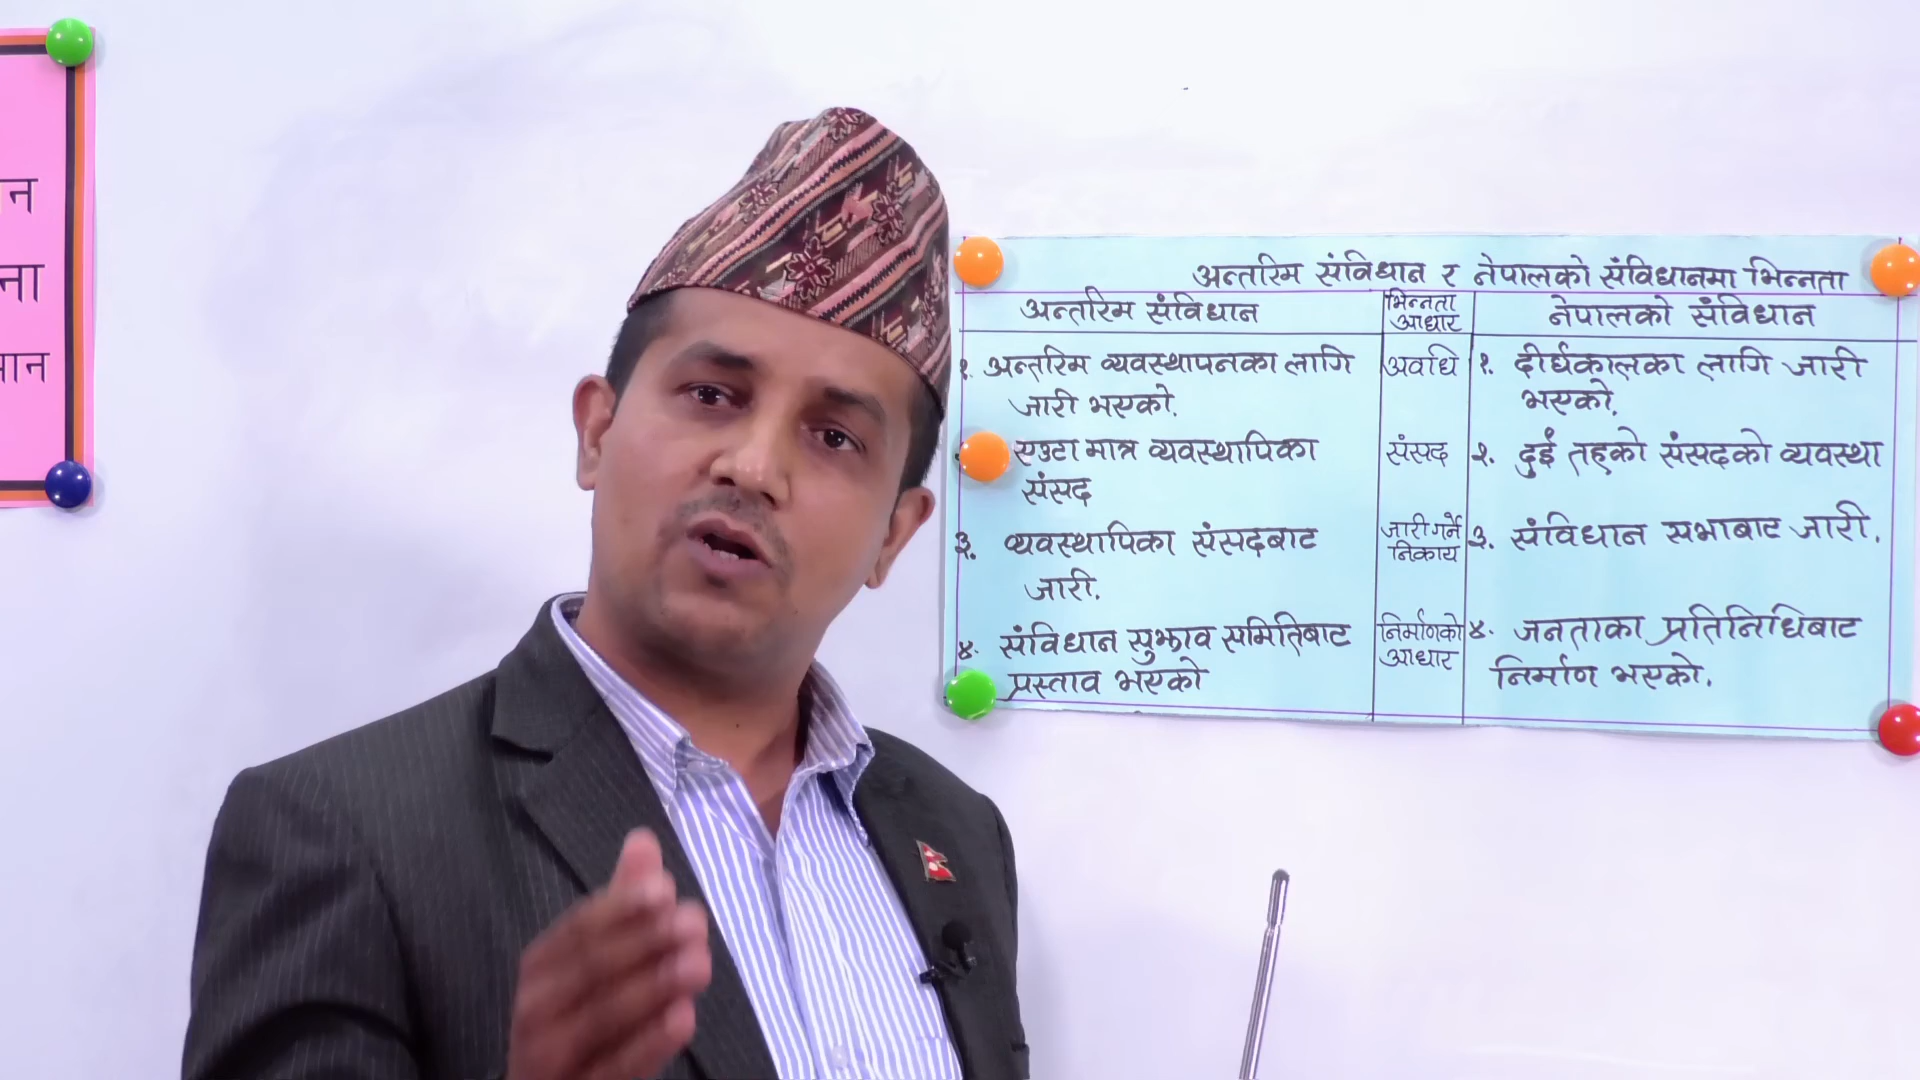 न
ना
ान
अन्तरिम संविधान र नेपालको संविधानमा भिन्नता
अन्तरिम संविधान
भिन्नता
आधार
नेपालको संविधान
१. अन्तरिम व्यवस्थापनका लागि
जारी भएको.
अवधि
१. दीर्घकालका लागि जारी
भएको.
एउटा मात्र व्यवस्थापिका
संसद
संसद
२. दुई तहको संसदको व्यवस्था
३. व्यवस्थापिका संसदबाट
जारी.
जारी गर्ने
निकाय
३. संविधान सभाबाट जारी.
४. संविधान सुझाव समितिबाट
प्रस्ताव भएको
निर्माणको
आधार
४. जनताका प्रतिनिधिबाट
निर्माण भएको.